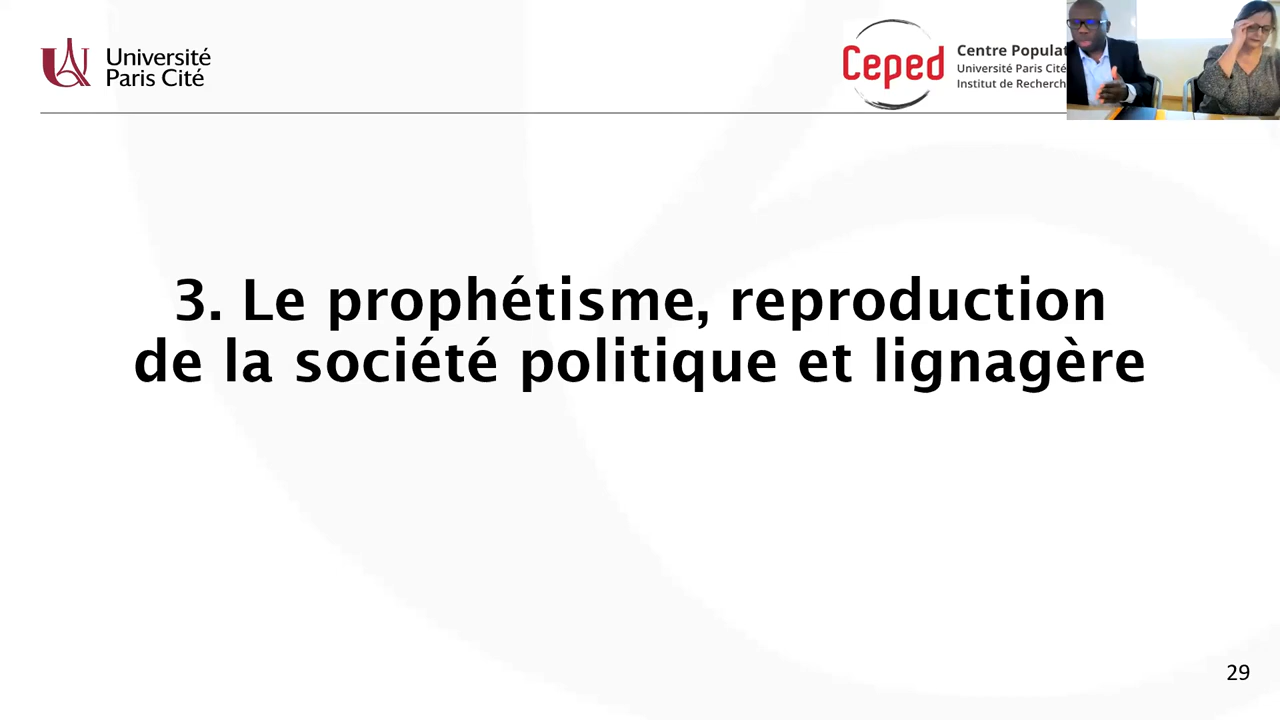 Université
Paris Cité
Ceped
Centre Populat
Université Paris Cité
Institut de Recherch
3. Le prophétisme, reproduction
de la société politique et lignagère
29